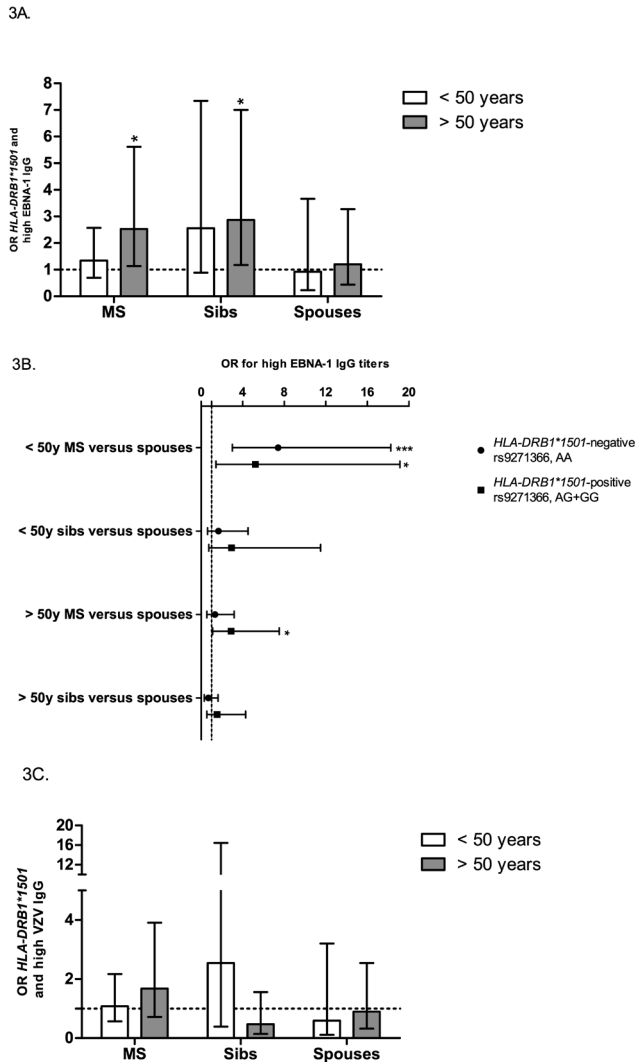 3A.
OR HLA-DRB1*1501 and
high EBNA-1 IgG
8
7
6
5
4
3
2
1
0
*
*
MS
Sibs
Spouses
< 50 years
> 50 years
3B.
OR for high EBNA-1 IgG titers
0 4 8 12 16 20
< 50y MS versus spouses
***
*
< 50y sibs versus spouses
> 50y MS versus spouses
*
> 50y sibs versus spouses
HLA-DRB1*1501-negative
rs9271366, AA
HLA-DRB1*1501-positive
rs9271366, AG+GG
3C.
OR HLA-DRB1*1501
and high VZV IgG
20
16
12
4
2
0
MS
Sibs
Spouses
< 50 years
> 50 years